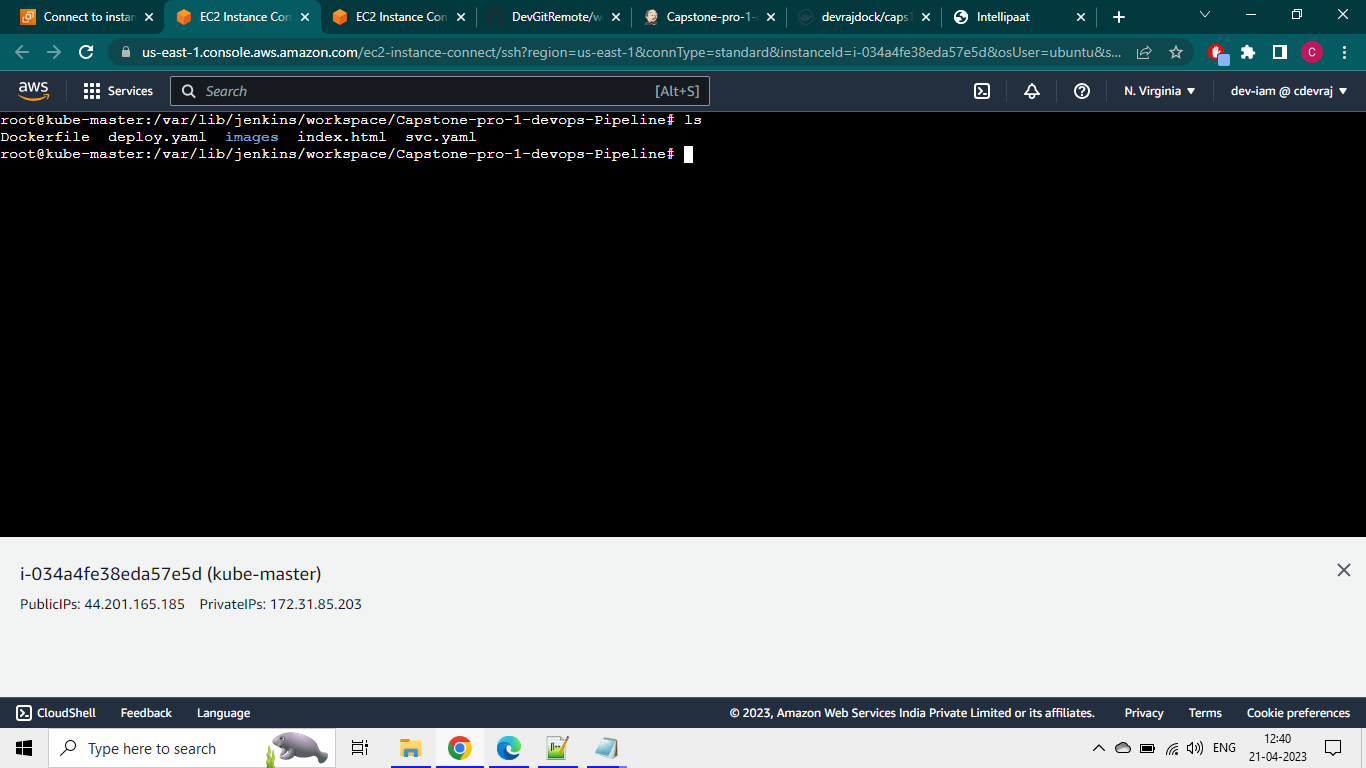 Connect to instan
EC2 Instance Con
EC2 Instance Con
DevGitRemote/w
Capstone-pro-1-
devrajdock/caps1
Intellipaat
us-east-1.console.aws.amazon.com/ec2-instance-connect/ssh?region=us-east-1&connType=standard&instanceId=i-034a4fe38eda57e5d&osUser=ubuntu&s...
C
aws
Services
Search
[Alt+S]
N. Virginia
dev-iam @ cdevraj
root@kube-master:/var/lib/jenkins/workspace/Capstone-pro-1-devops-Pipeline# ls
Dockerfile deploy.yaml images index.html svc.yaml
root@kube-master:/var/lib/jenkins/workspace/Capstone-pro-1-devops-Pipeline#
i-034a4fe38eda57e5d (kube-master)
PublicIPs: 44.201.165.185 PrivateIPs: 172.31.85.203
CloudShell Feedback Language © 2023, Amazon Web Services India Private Limited or its affiliates. Privacy Terms Cookie preferences
Type here to search
ENG
12:40
21-04-2023